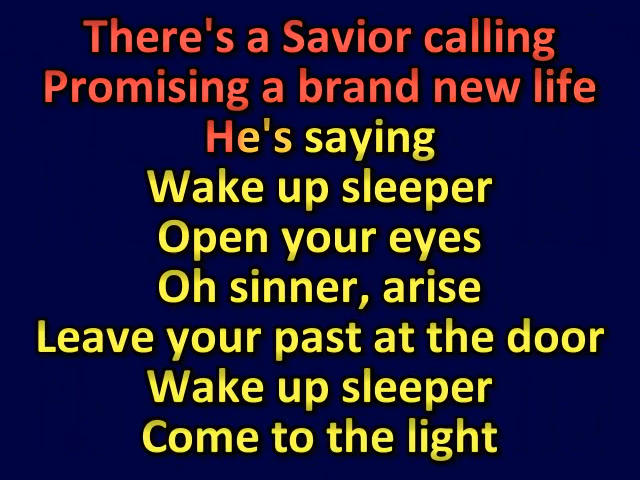 There's a Savior calling
Promising a brand new life
He's saying
Wake up sleeper
Open your eyes
Oh sinner, arise
Leave your past at the door
Wake up sleeper
Come to the light